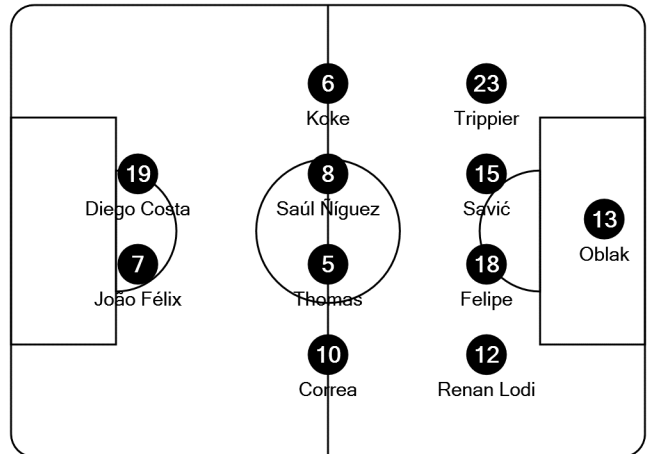 6
Koke
23
Trippier
19
Diego Costa
8
Saúl Ñíguez
15
Savić
13
Oblak
7
João Félix
5
Thomas
18
Felipe
10
Correa
12
Renan Lodi